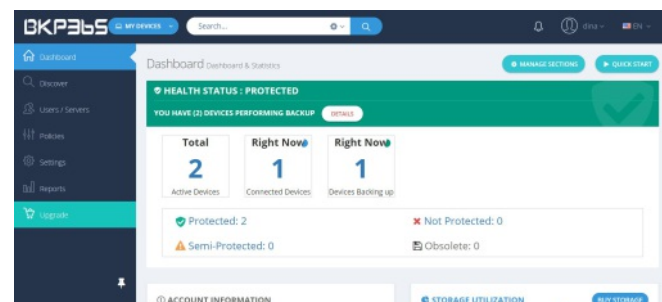 BKP365 MY DEVICES Search... dina EN
Dashboard
Discover
Users / Servers
Policies
Settings
Reports
Upgrade
Dashboard Dashboard & Statistics
MANAGE SECTIONS QUICK START
HEALTH STATUS : PROTECTED
YOU HAVE (2) DEVICES PERFORMING BACKUP DETAILS
Total
2
Active Devices
Right Now
1
Connected Devices
Right Now
1
Devices Backing up
Protected: 2 Not Protected: 0
Semi-Protected: 0 Obsolete: 0
ACCOUNT INFORMATION STORAGE UTILIZATION BUY STORAGE